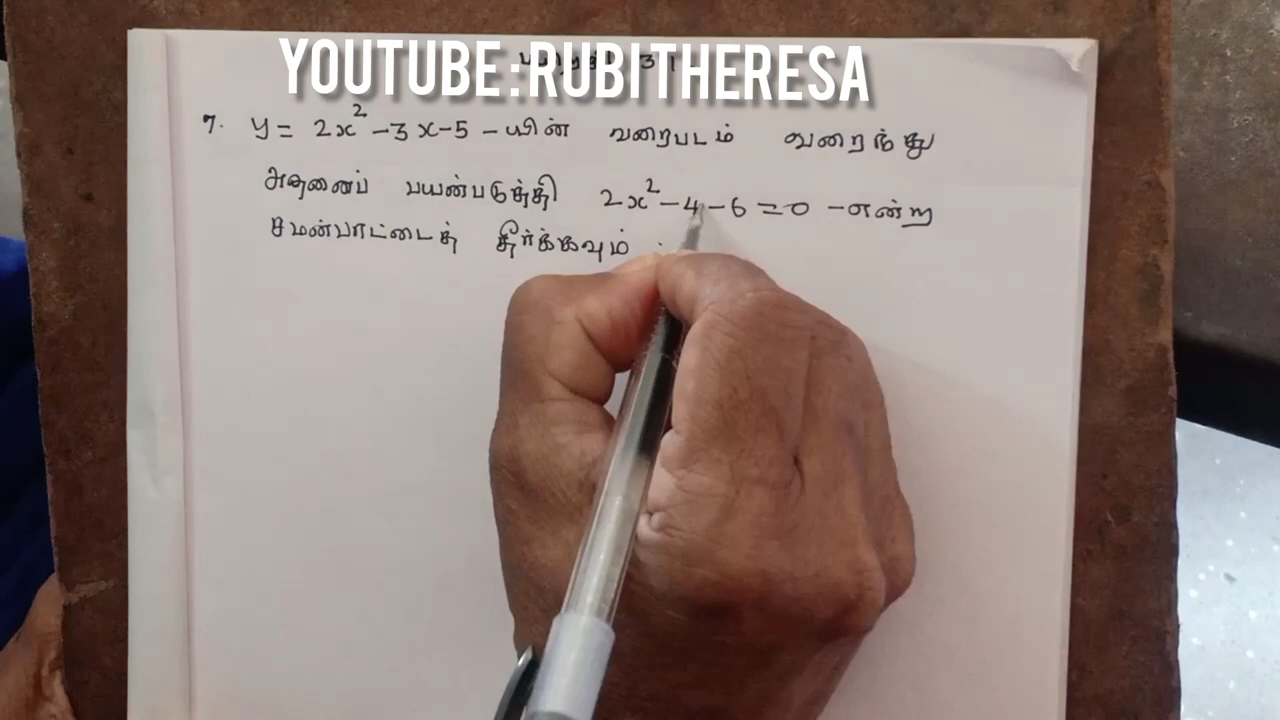 YOUTUBE : RUBITHERESA
7. y = 2x² - 3x - 5 - யின் வரைபடம் வரைந்து
அதனைப் பயன்படுத்தி 2x² - 4 - 6 = 0 - என்ற
சமன்பாட்டைத் தீர்க்கவும்